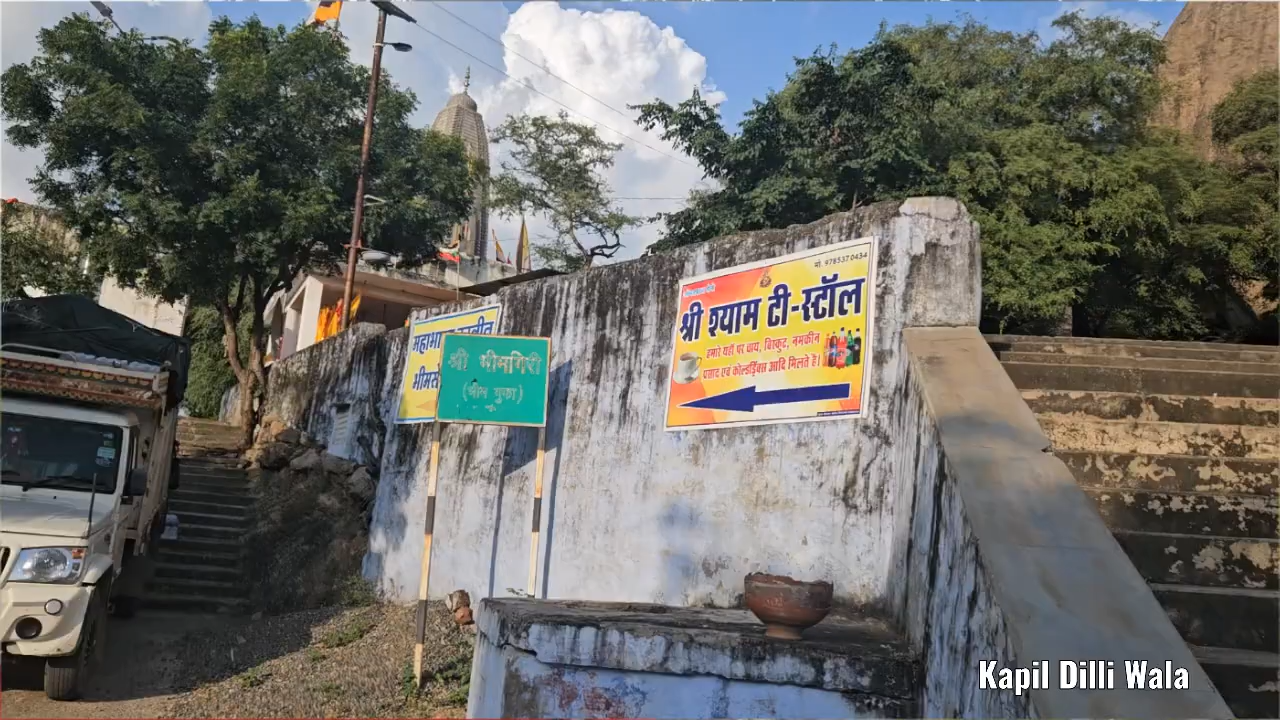 महाभा
भीमसे
श्री भीमगिरी
(भीम गुफा)
मो. 9785370434
श्री श्याम टी-स्टॉल
हमारे यहाँ पर चाय, बिस्कुट, नमकीन
प्रसाद एवं कोल्डड्रिंक्स आदि मिलते है।
Kapil Dilli Wala